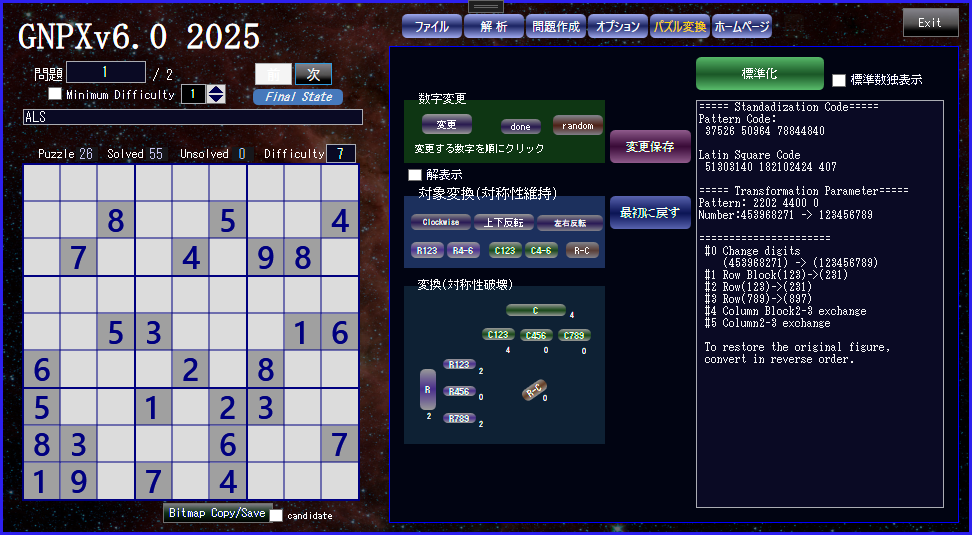 GNPXv6.0 2025
問題 1 / 2 前 次
Minimum Difficulty 1 Final State
ALS
Puzzle 26 Solved 55 Unsolved 0 Difficulty 7
8 5 4
7 4 9 8
5 3 1 6
6 2 8
5 1 2 3
8 3 6 7
1 9 7 4
Bitmap Copy/Save candidate
ファイル 解 析 問題作成 オプション パズル変換 ホームページ
Exit
数字変更
変更 done random
変更する数字を順にクリック
変更保存
解表示
対象変換(対称性維持)
Clockwise 上下反転 左右反転
R123 R4-6 C123 C4-6 R-C
最初に戻す
変換(対称性破壊)
C 4
C123 C456 C789
4 0 0
R123 2
R R456 0
R-C 0
2 R789 2
標準化 標準数独表示
===== Standadization Code=====
Pattern Code:
37526 50964 78844840
Latin Square Code
51303140 182102424 407
===== Transformation Parameter=====
Pattern: 2202 4400 0
Number:453968271 -> 123456789
======================
#0 Change digits
(453968271) -> (123456789)
#1 Row Block(123)->(231)
#2 Row(123)->(231)
#3 Row(789)->(897)
#4 Column Block2-3 exchange
#5 Column2-3 exchange
To restore the original figure,
convert in reverse order.